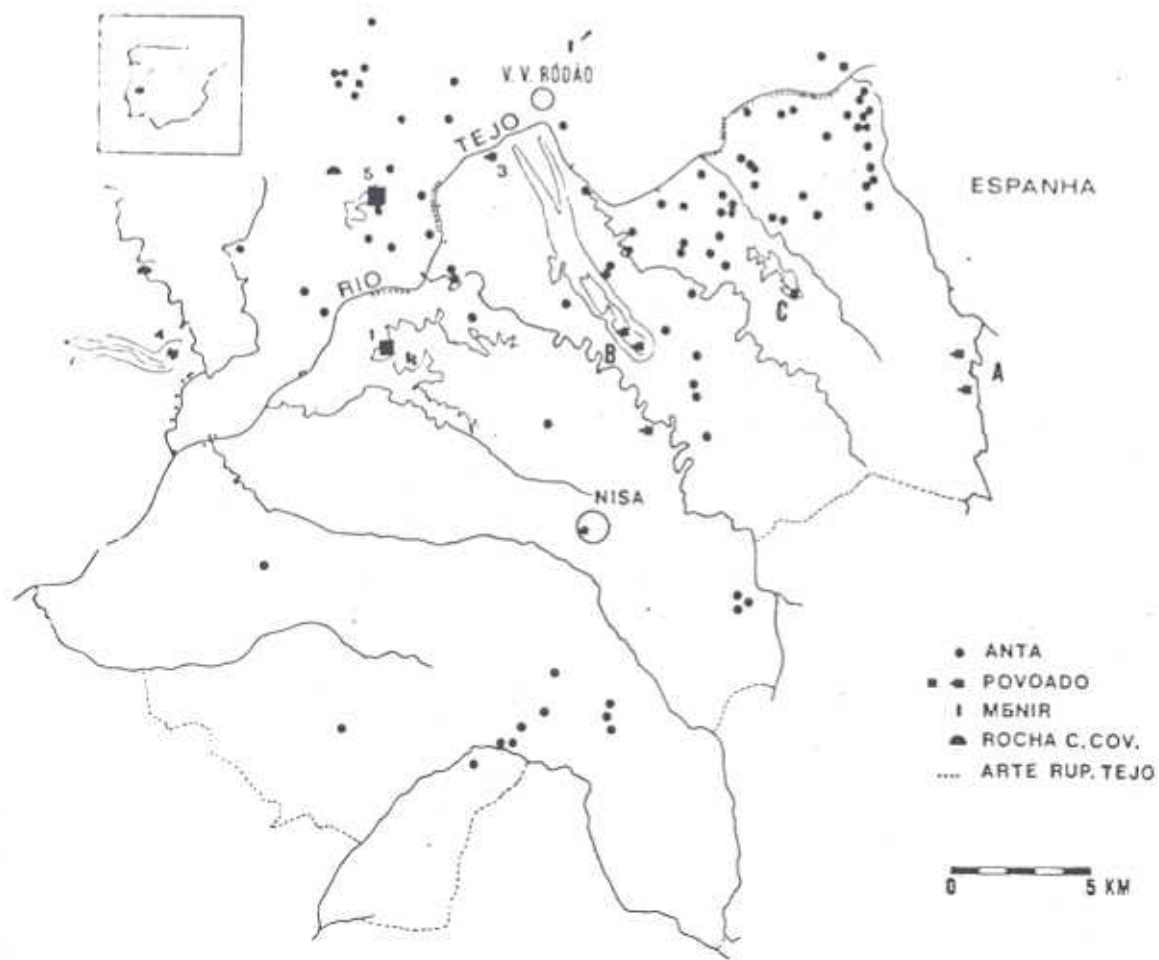 V. V. RÓDÃO
TEJO
3
5
ESPANHA
RIO
4
1
C
B
A
NISA
ANTA
POVOADO
MENIR
ROCHA C. COV.
ARTE RUP. TEJO
0 5 KM